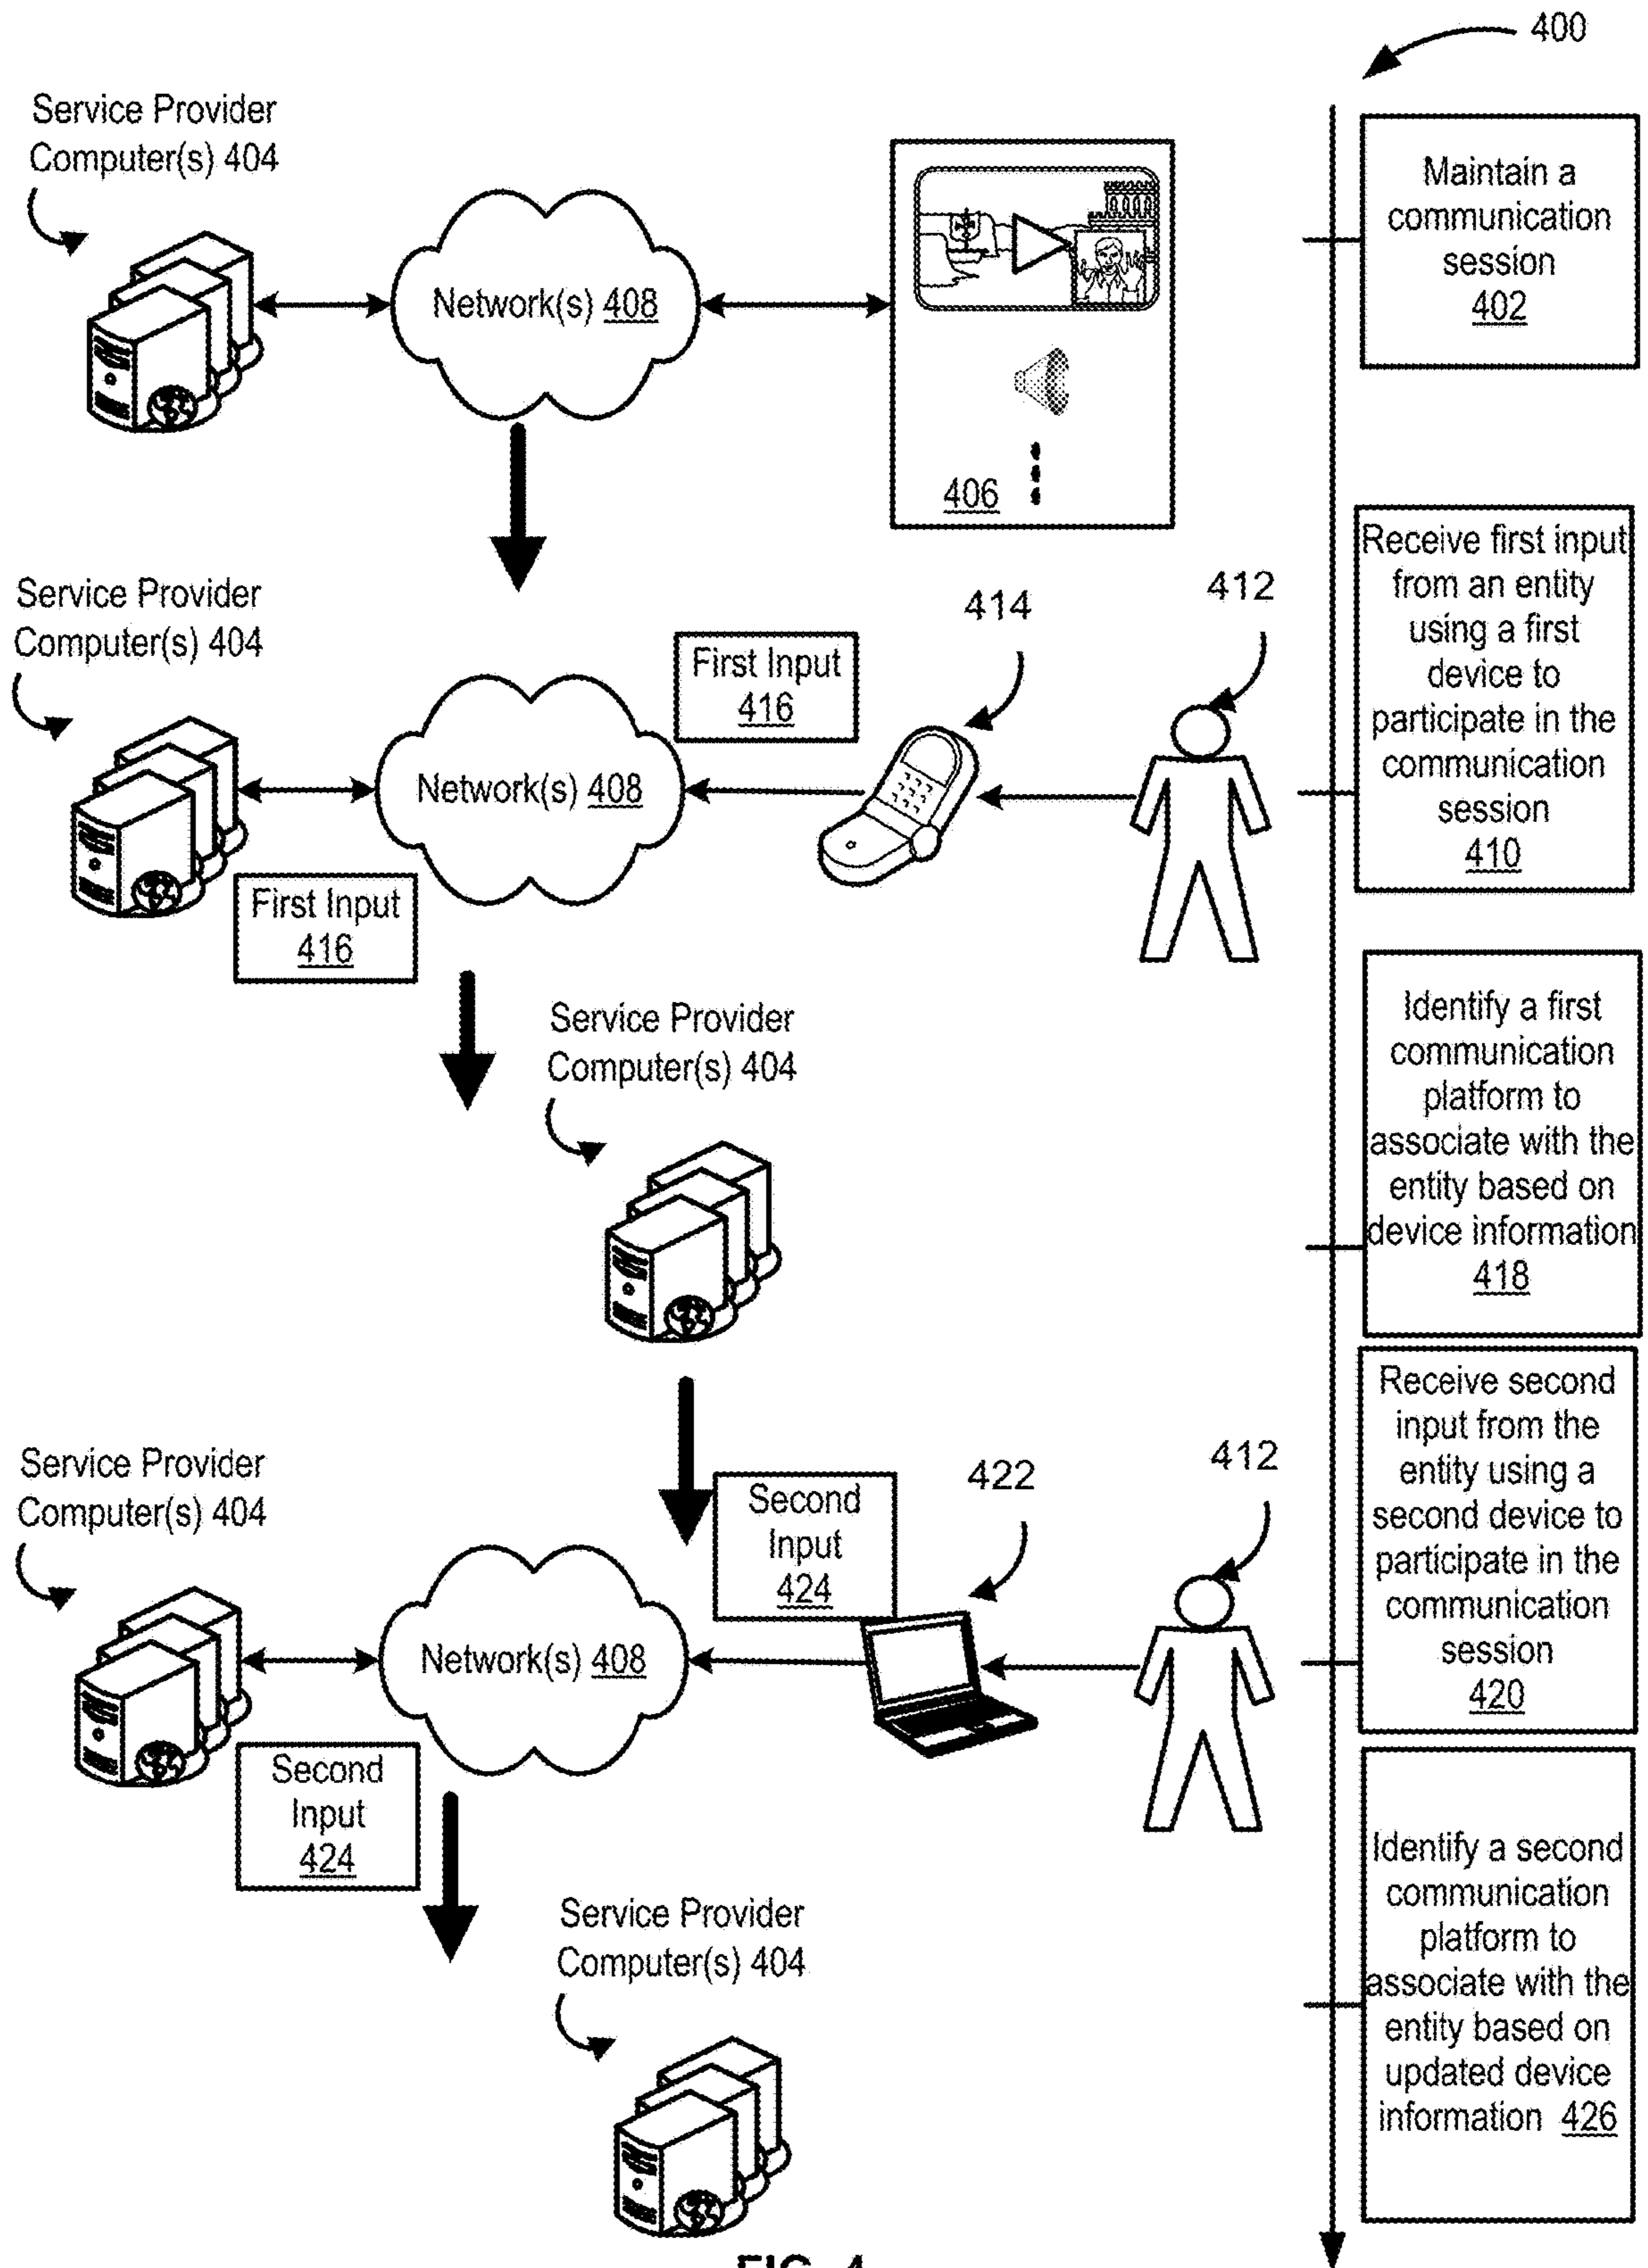 400
Service Provider
Computer(s) 404
Network(s) 408
406
Maintain a
communication
session
402
Service Provider
Computer(s) 404
Network(s) 408
First Input
416
First Input
416
414
412
Receive first input
from an entity
using a first
device to
participate in the
communication
session
410
Service Provider
Computer(s) 404
Identify a first
communication
platform to
associate with the
entity based on
device information
418
Service Provider
Computer(s) 404
Network(s) 408
Second
Input
424
Second
Input
424
422
412
Receive second
input from the
entity using a
second device to
participate in the
communication
session
420
Service Provider
Computer(s) 404
Identify a second
communication
platform to
associate with the
entity based on
updated device
information 426
FIG. 4